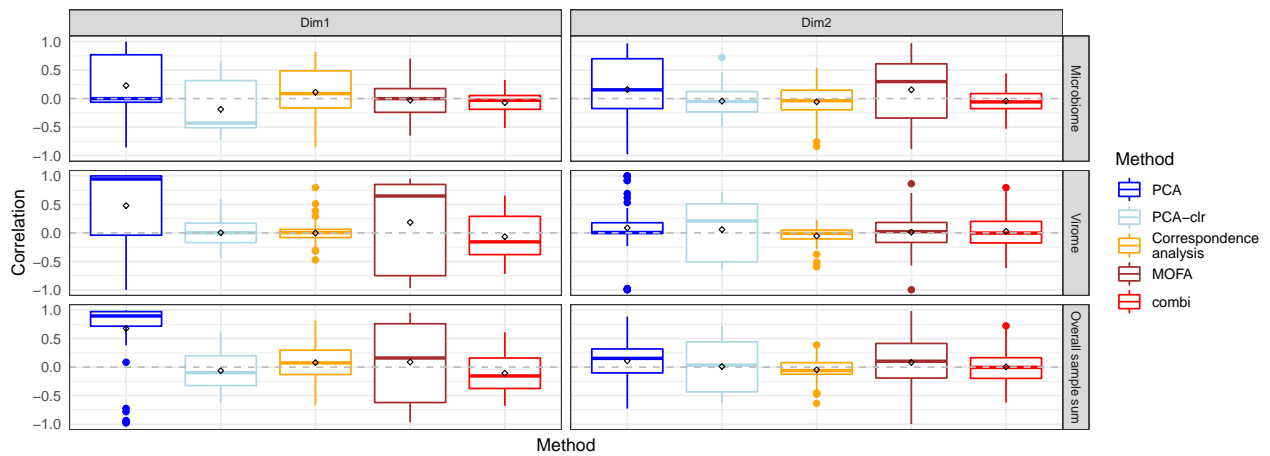 Dim1
Dim2
1.0
0.5
0.0
−0.5
−1.0
Microbiome
1.0
0.5
0.0
−0.5
−1.0
Virome
1.0
0.5
0.0
−0.5
−1.0
Overall sample sum
Correlation
Method
Method
PCA
PCA−clr
Correspondence
analysis
MOFA
combi